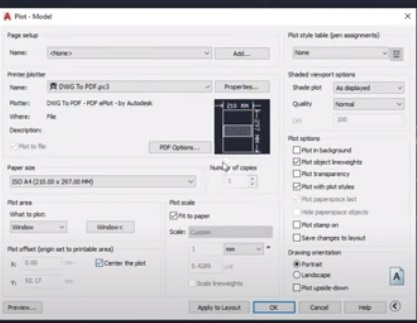 Plot - Model
Page setup
Name: <None> Add...
Printer/plotter
Name: DWG To PDF.pc3 Properties...
Plotter: DWG To PDF - PDF ePlot - by Autodesk
Where: File
Description:
Plot to file
PDF Options...
210 MM
297
Paper size
ISO A4 (210.00 x 297.00 MM)
Number of copies
1
Plot area
What to plot:
Window Window<
Plot offset (origin set to printable area)
X: 0.00 Center the plot
Y: 92.17
Plot scale
Fit to paper
Scale: Custom
1 mm =
0.4289 unit
Scale lineweights
Plot style table (pen assignments)
None
Shaded viewport options
Shade plot As displayed
Quality Normal
DPI 100
Plot options
Plot in background
Plot object lineweights
Plot transparency
Plot with plot styles
Plot paperspace last
Hide paperspace objects
Plot stamp on
Save changes to layout
Drawing orientation
Portrait
Landscape
Plot upside-down
A
Preview... Apply to Layout OK Cancel Help